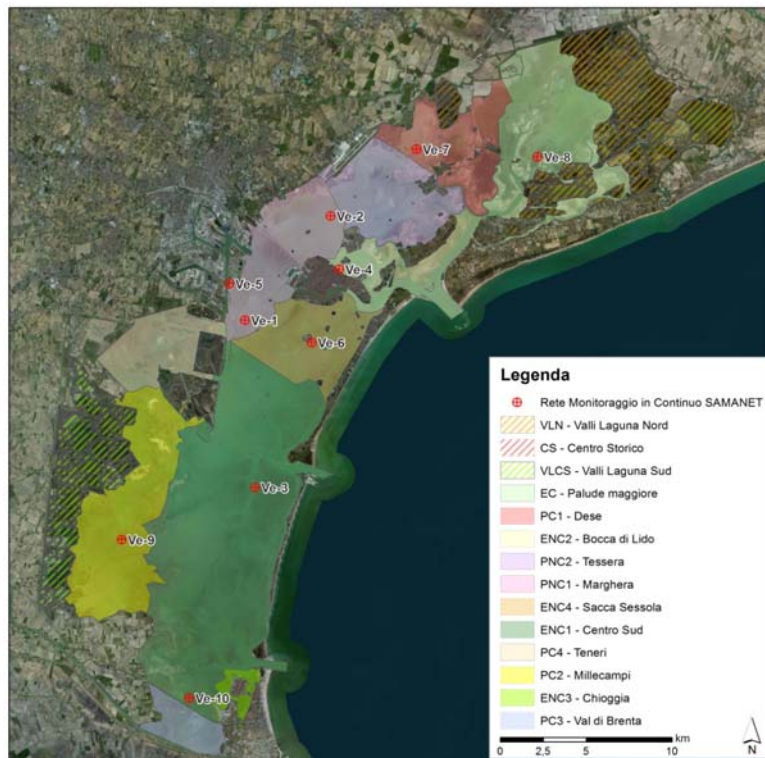 Ve-7
Ve-8
Ve-2
Ve-4
Ve-5
Ve-1
Ve-6
Ve-3
Ve-9
Ve-10
Legenda
Rete Monitoraggio in Continuo SAMANET
VLN - Valli Laguna Nord
CS - Centro Storico
VLCS - Valli Laguna Sud
EC - Palude maggiore
PC1 - Dese
ENC2 - Bocca di Lido
PNC2 - Tessera
PNC1 - Marghera
ENC4 - Sacca Sessola
ENC1 - Centro Sud
PC4 - Teneri
PC2 - Millecampi
ENC3 - Chioggia
PC3 - Val di Brenta
km
0 2,5 5 10
N